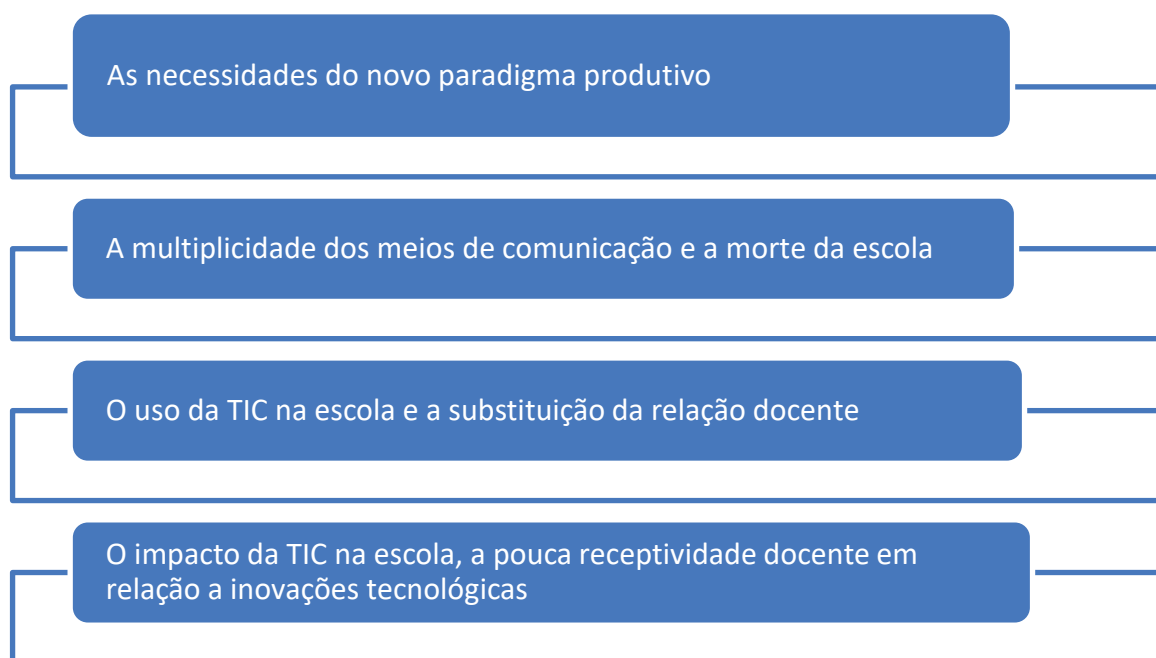 As necessidades do novo paradigma produtivo
A multiplicidade dos meios de comunicação e a morte da escola
O uso da TIC na escola e a substituição da relação docente
O impacto da TIC na escola, a pouca receptividade docente em
relação a inovações tecnológicas